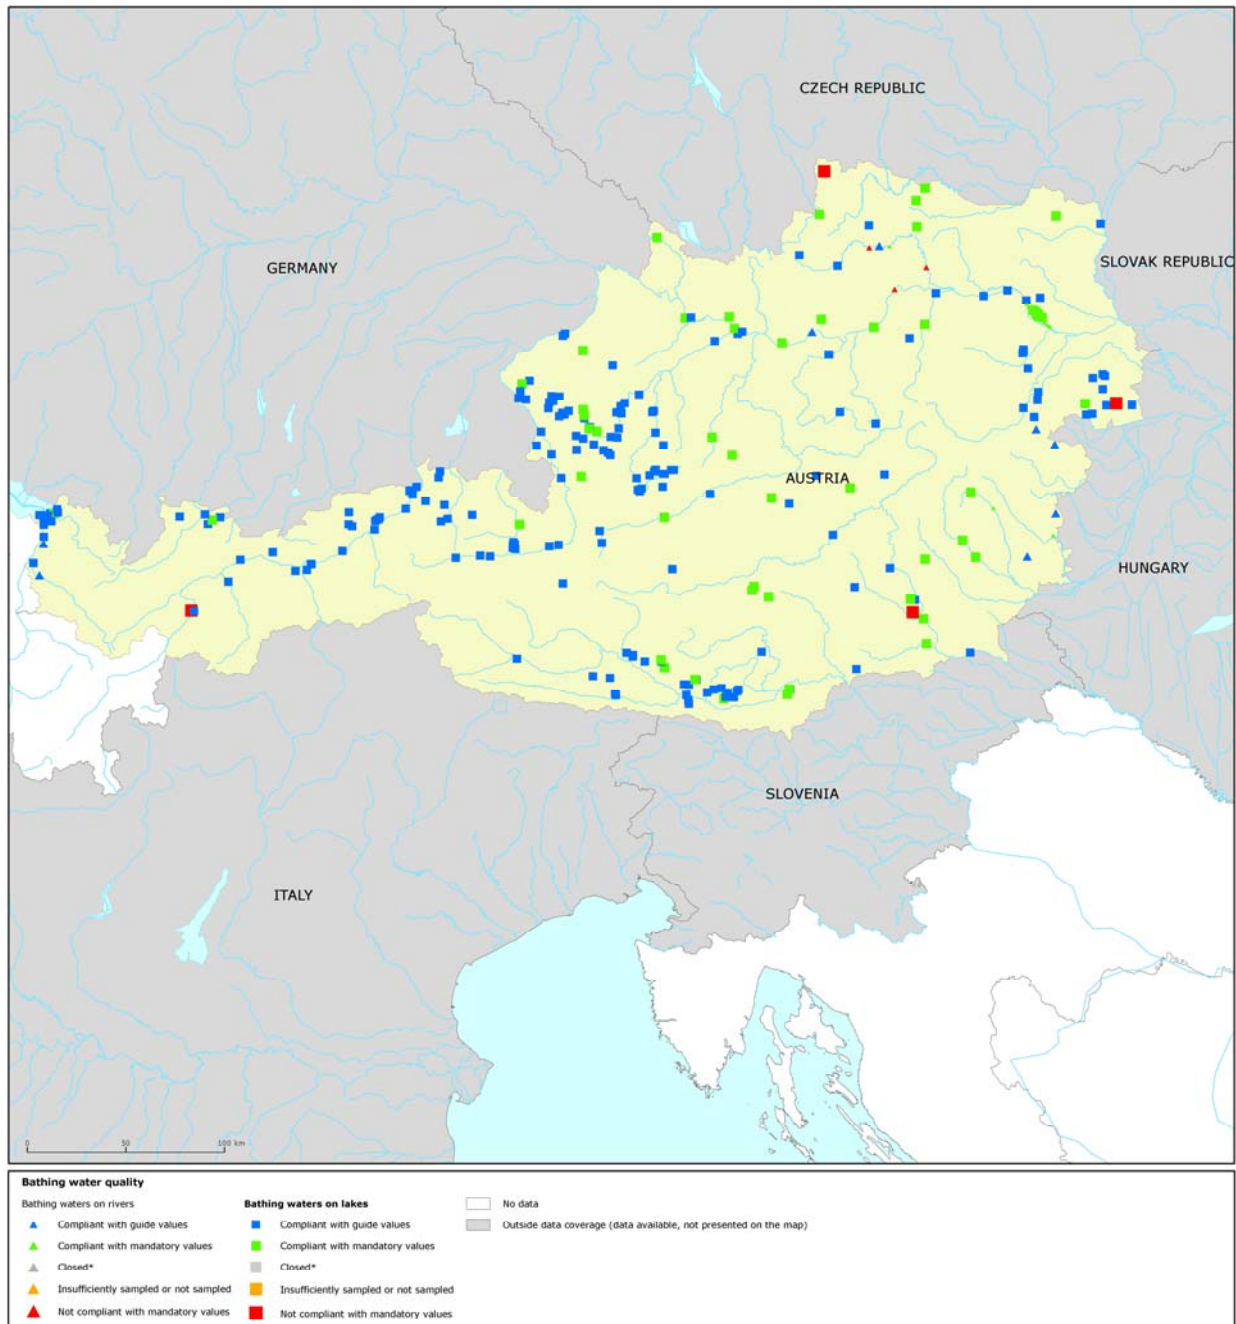 CZECH REPUBLIC
GERMANY
SLOVAK REPUBLIC
AUSTRIA
HUNGARY
SLOVENIA
ITALY
0 50 100 km
Bathing water quality
Bathing waters on rivers
Compliant with guide values
Compliant with mandatory values
Closed*
Insufficiently sampled or not sampled
Not compliant with mandatory values
Bathing waters on lakes
Compliant with guide values
Compliant with mandatory values
Closed*
Insufficiently sampled or not sampled
Not compliant with mandatory values
No data
Outside data coverage (data available, not presented on the map)